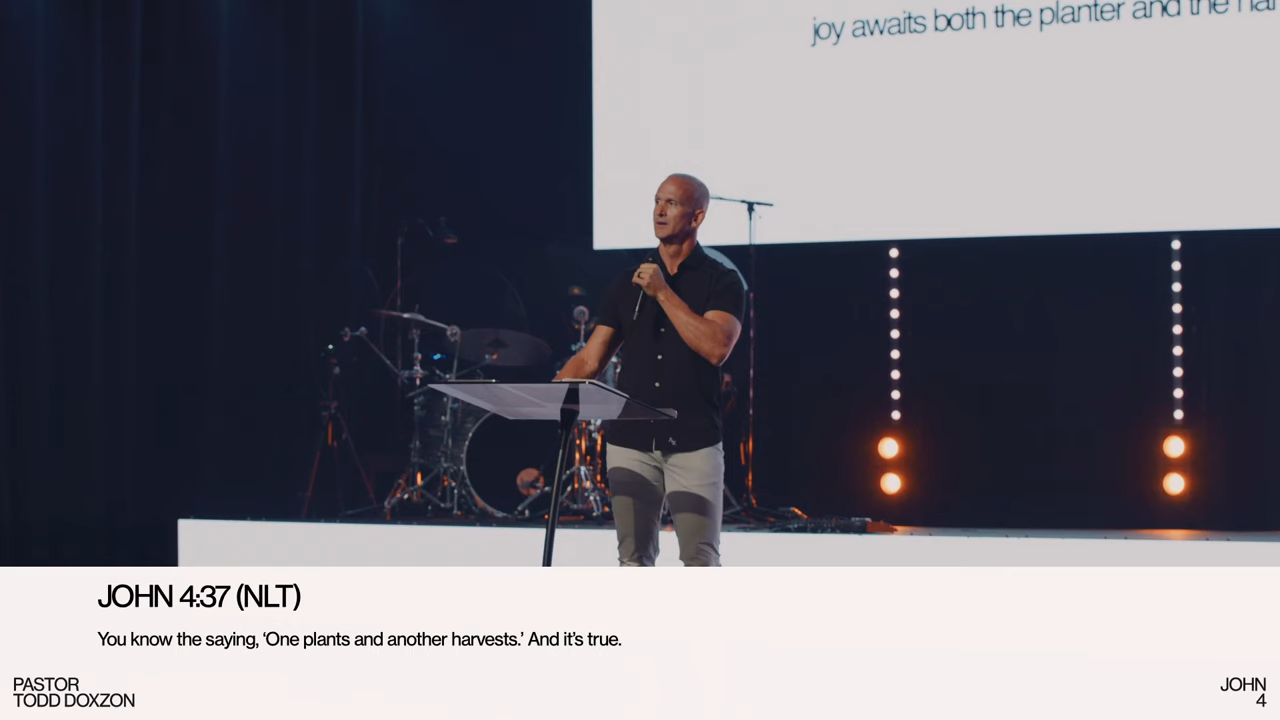 joy awaits both the planter and the
JOHN 4:37 (NLT)
You know the saying, ‘One plants and another harvests.’ And it’s true.
PASTOR
TODD DOXZON
JOHN
4